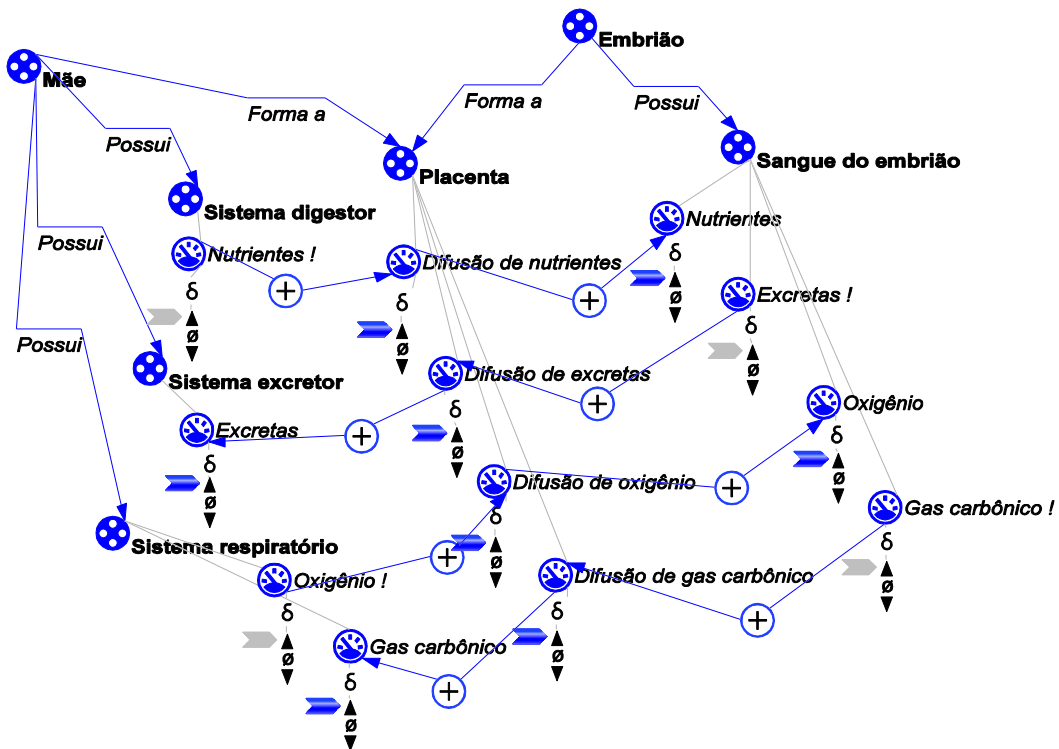 Embrião
Mãe
Forma a
Forma a
Possui
Possui
Sangue do embrião
Placenta
Sistema digestor
Nutrientes
Possui
Nutrientes !
Difusão de nutrientes
+
δ
δ
δ
Excretas !
+
ø
ø
ø
δ
Possui
ø
Sistema excretor
Difusão de excretas
+
Oxigênio
δ
Excretas
+
ø
δ
ø
δ
ø
Difusão de oxigênio
+
Gas carbônico !
δ
Sistema respiratório
ø
+
δ
ø
Oxigênio !
Difusão de gas carbônico
δ
δ
+
ø
ø
Gas carbônico
δ
+
ø